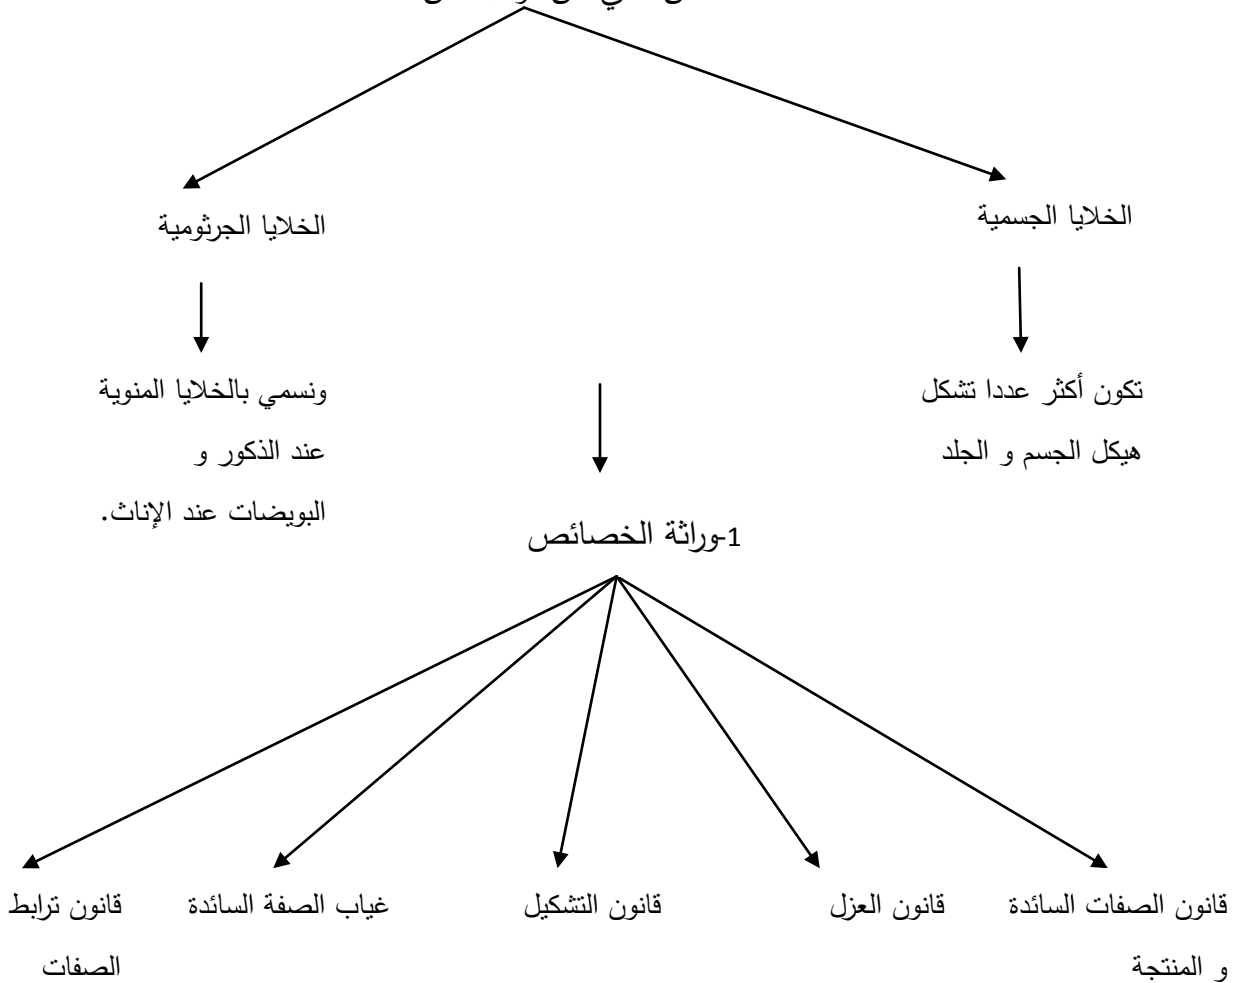 الخلايا الجسمية
الخلايا الجرثومية
تكون أكثر عددا تشكل
هيكل الجسم و الجلد
ونسمي بالخلايا المنوية
عند الذكور و
البويضات عند الإناث.
1-وراثة الخصائص
قانون الصفات السائدة
و المنتجة
قانون العزل
قانون التشكيل
غياب الصفة السائدة
قانون ترابط
الصفات